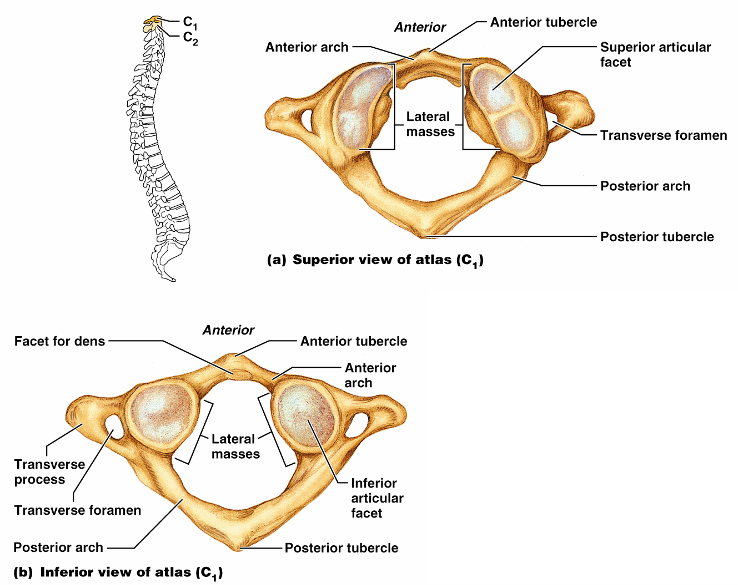 C1
C2
Anterior
Anterior tubercle
Anterior arch
Superior articular
facet
Lateral
masses
Transverse foramen
Posterior arch
Posterior tubercle
(a) Superior view of atlas (C1)
Anterior
Facet for dens
Anterior tubercle
Anterior
arch
Lateral
masses
Transverse
process
Inferior
articular
facet
Transverse foramen
Posterior arch
Posterior tubercle
(b) Inferior view of atlas (C1)